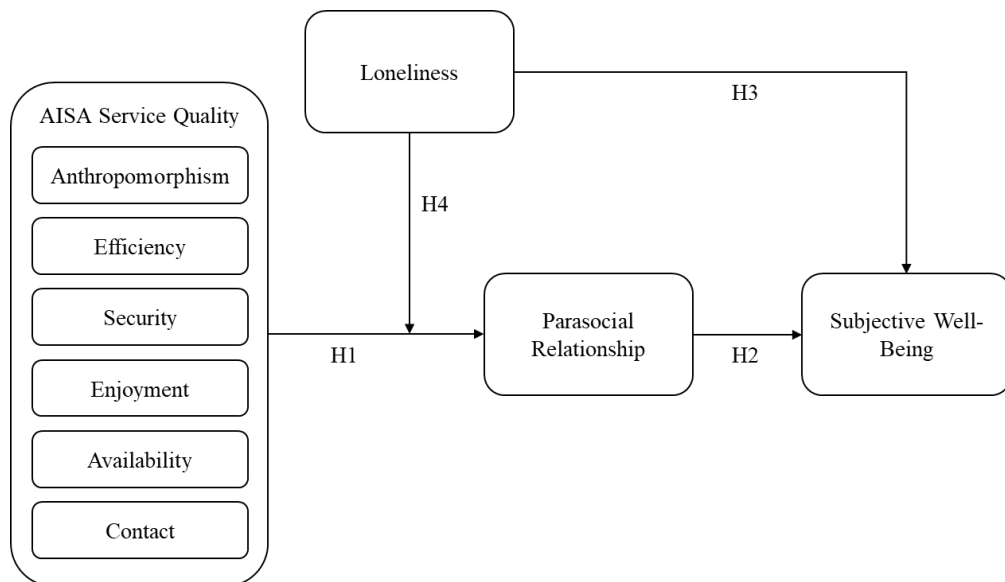 Loneliness
H3
AISA Service Quality
Anthropomorphism
H4
Efficiency
Security
Parasocial
Relationship
Subjective Well-
Being
H1
H2
Enjoyment
Availability
Contact